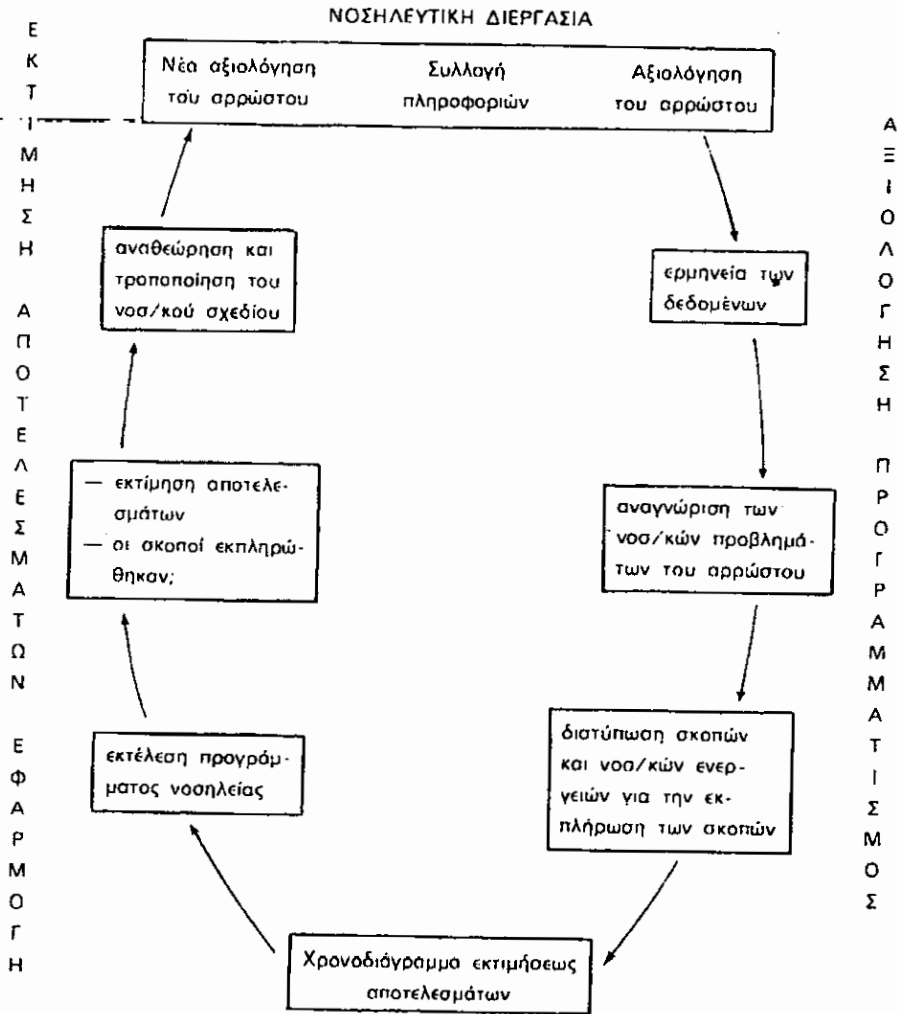 ΝΟΣΗΛΕΥΤΙΚΗ ΔΙΕΡΓΑΣΙΑ
Νέα αξιολόγηση
του αρρώστου
Συλλογή
πληροφοριών
Αξιολόγηση
του αρρώστου
ερμηνεία των
δεδομένων
αναγνώριση των
νοσ/κών προβλημά-
των του αρρώστου
διατύπωση σκοπών
και νοσ/κών ενερ-
γειών για την εκ-
πλήρωση των σκοπών
Χρονοδιάγραμμα εκτιμήσεως
αποτελεσμάτων
εκτέλεση προγράμ-
ματος νοσηλείας
— εκτίμηση αποτελε-
σμάτων
— οι σκοποί εκπληρώ-
θηκαν;
αναθεώρηση και
τροποποίηση του
νοσ/κού σχεδίου
ΕΚΤΙΜΗΣΗ ΑΠΟΤΕΛΕΣΜΑΤΩΝ ΕΦΑΡΜΟΓΗ
ΑΞΙΟΛΟΓΗΣΗ ΠΡΟΓΡΑΜΜΑΤΙΣΜΟΣ